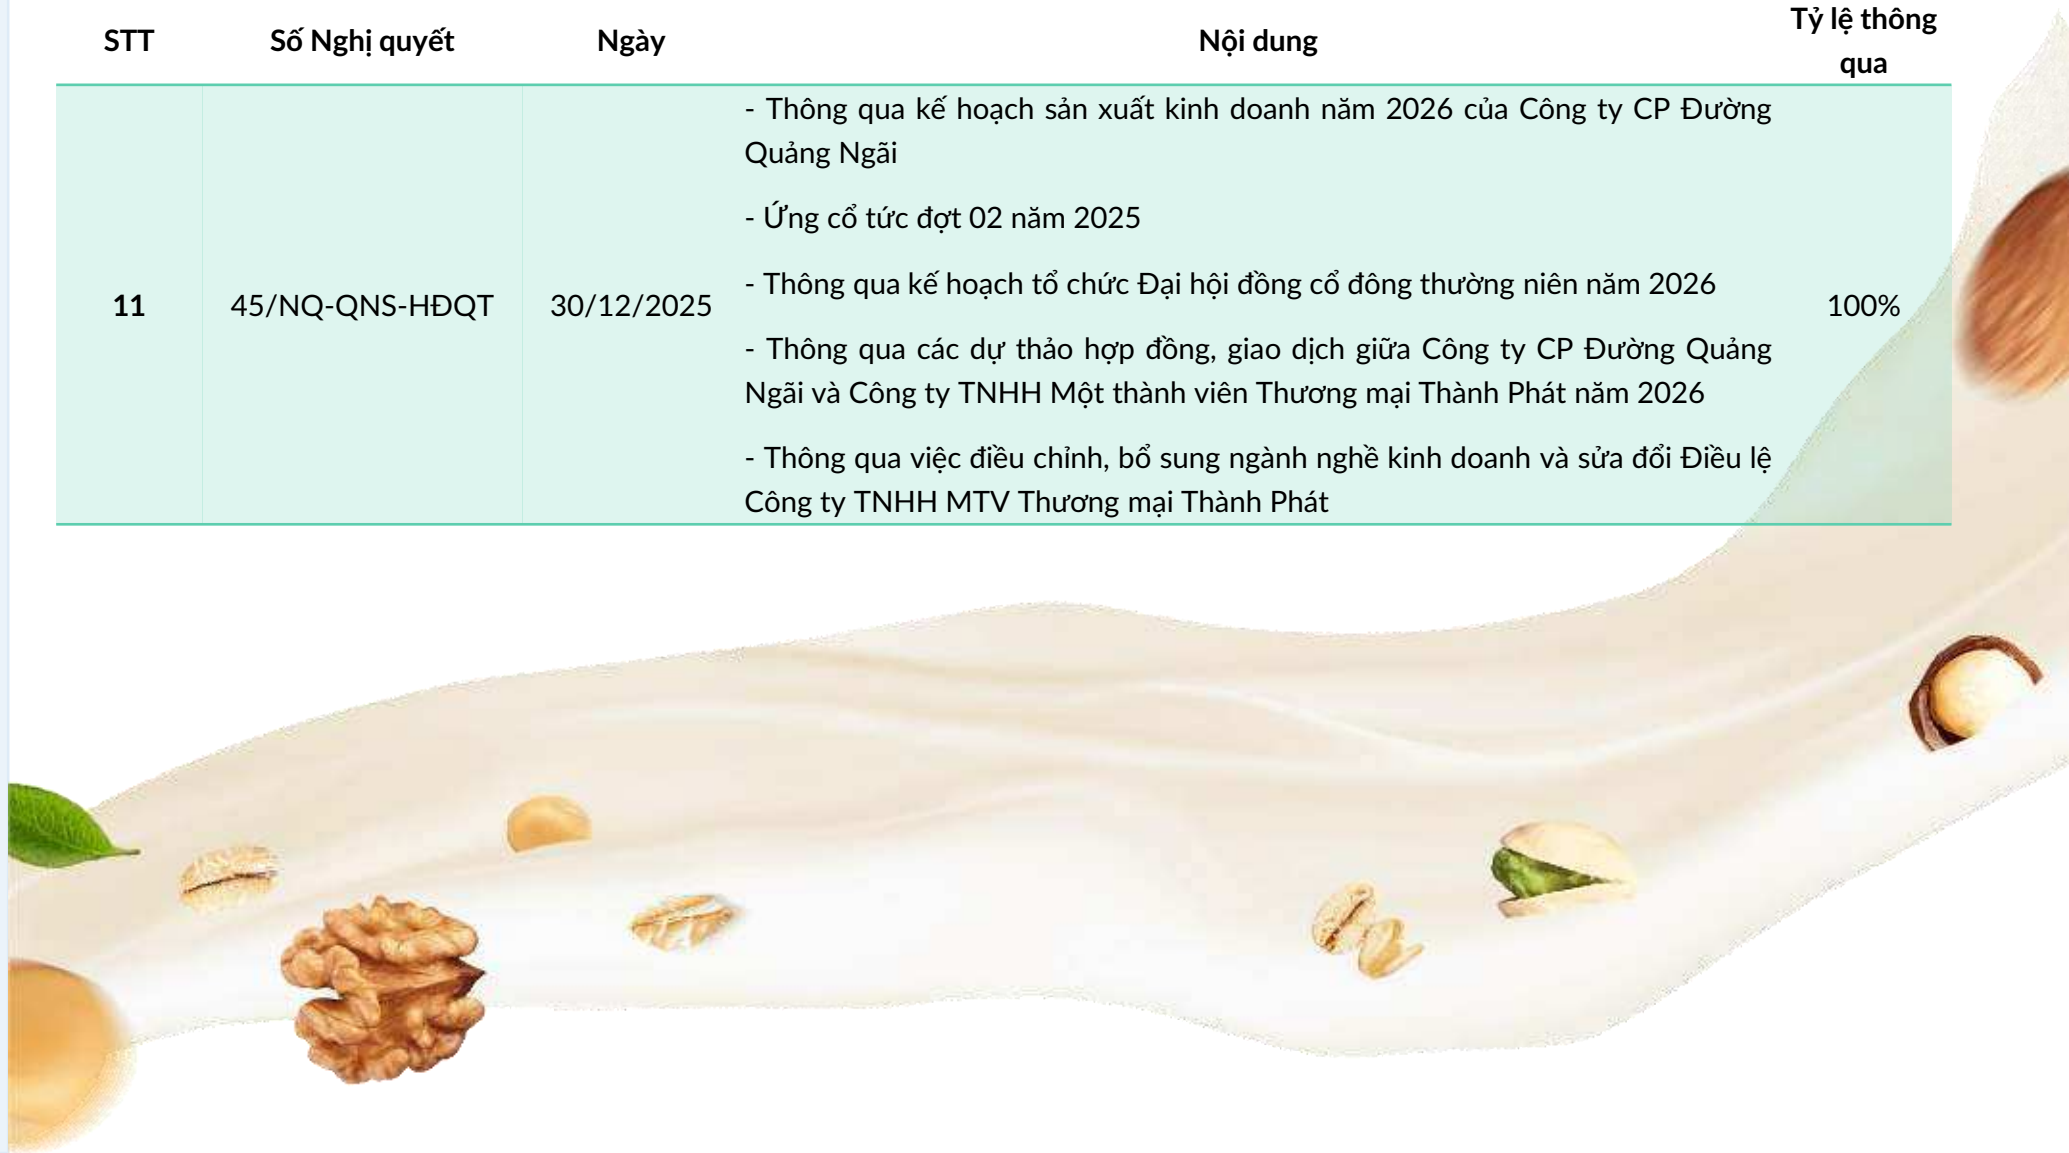 STT Số Nghị quyết Ngày Nội dung Tỷ lệ thông
qua
- Thông qua kế hoạch sản xuất kinh doanh năm 2026 của Công ty CP Đường
Quảng Ngãi
- Ứng cổ tức đợt 02 năm 2025
- Thông qua kế hoạch tổ chức Đại hội đồng cổ đông thường niên năm 2026
11 45/NQ-QNS-HĐQT 30/12/2025 100%
- Thông qua các dự thảo hợp đồng, giao dịch giữa Công ty CP Đường Quảng
Ngãi và Công ty TNHH Một thành viên Thương mại Thành Phát năm 2026
- Thông qua việc điều chỉnh, bổ sung ngành nghề kinh doanh và sửa đổi Điều lệ
Công ty TNHH MTV Thương mại Thành Phát